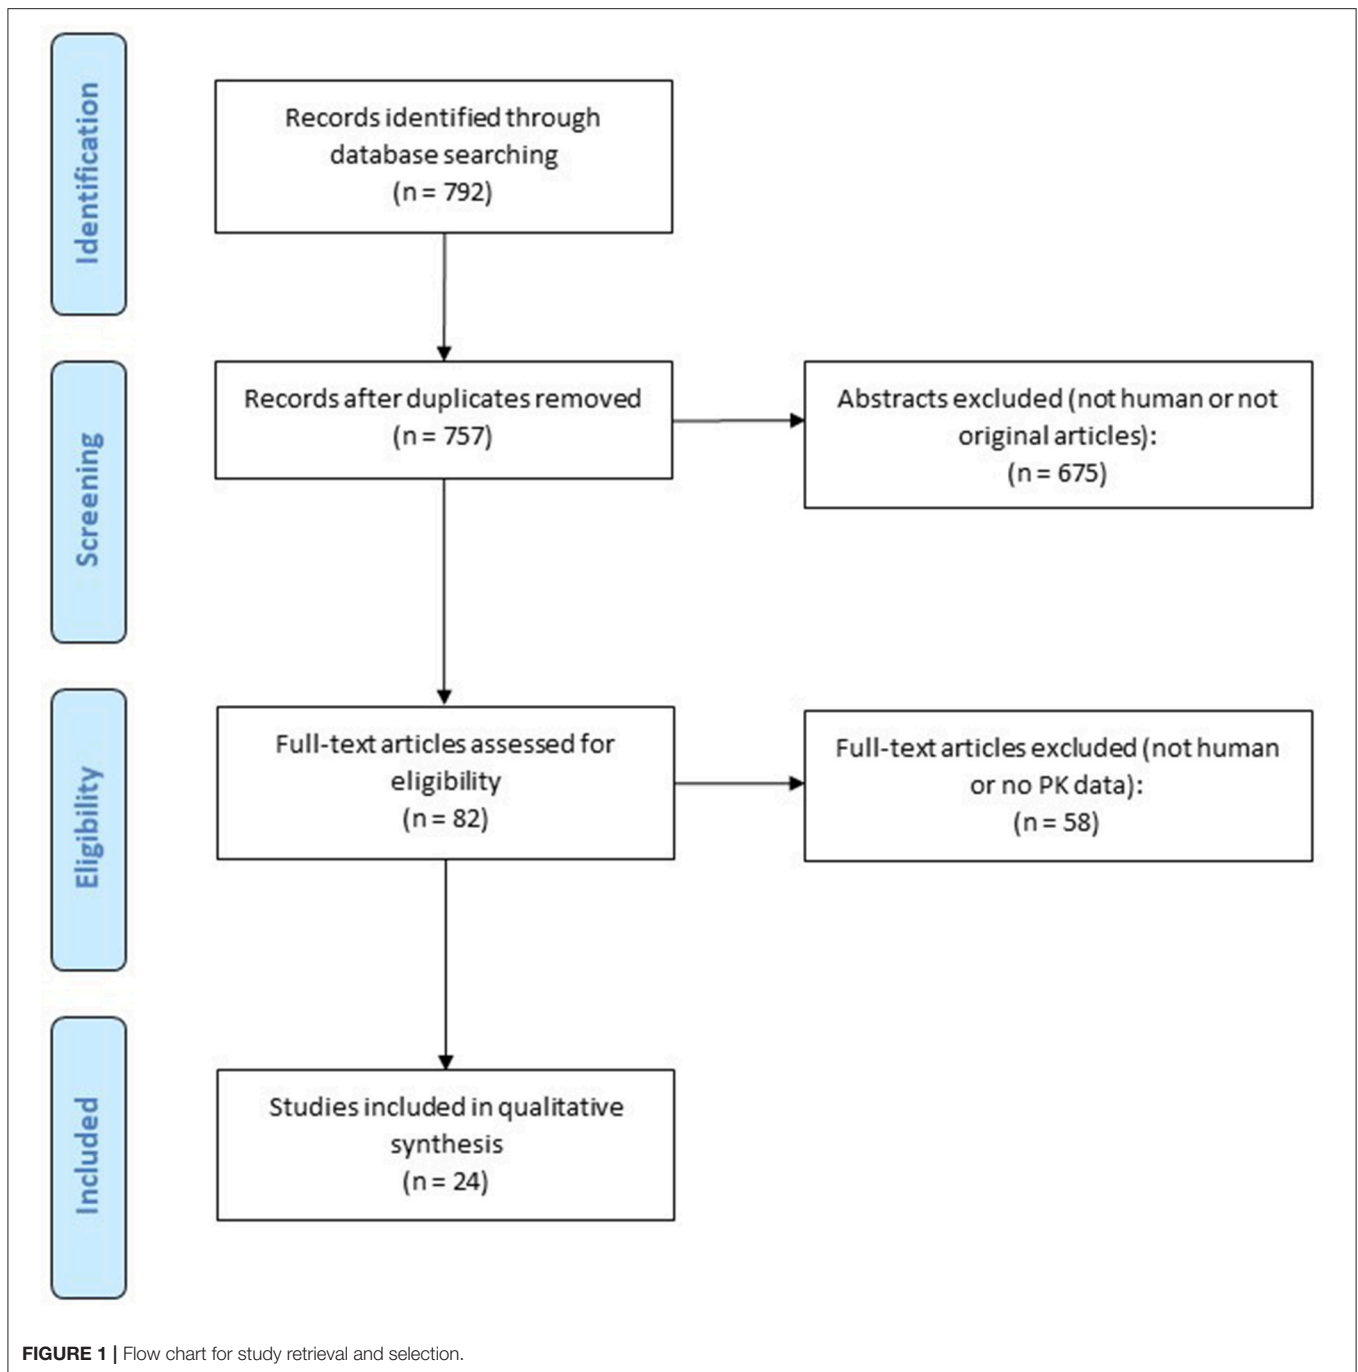 Identification
Records identified through
database searching
(n = 792)
Screening
Records after duplicates removed
(n = 757)
Abstracts excluded (not human or not
original articles):
(n = 675)
Eligibility
Full-text articles assessed for
eligibility
(n = 82)
Full-text articles excluded (not human
or no PK data):
(n = 58)
Included
Studies included in qualitative
synthesis
(n = 24)
FIGURE 1 | Flow chart for study retrieval and selection.